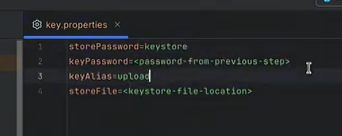 key.properties
1 storePassword=keystore
2 keyPassword=<password-from-previous-step>
3 keyAlias=upload
4 storeFile=<keystore-file-location>